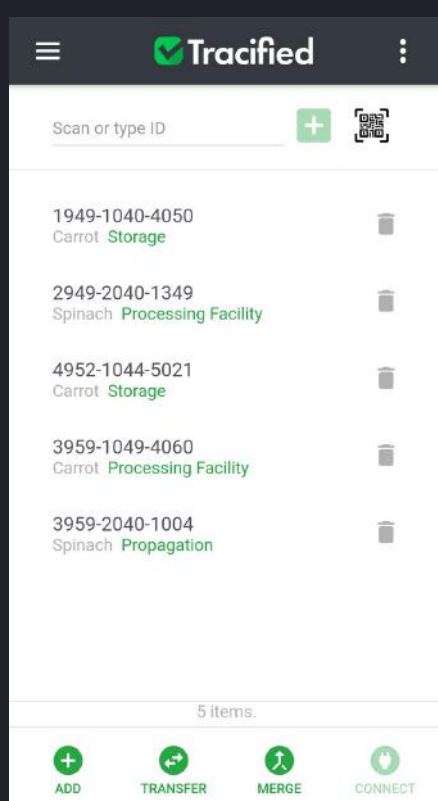 Tracified
Scan or type ID
1949-1040-4050
Carrot Storage
2949-2040-1349
Spinach Processing Facility
4952-1044-5021
Carrot Storage
3959-1049-4060
Carrot Processing Facility
3959-2040-1004
Spinach Propagation
5 items.
ADD TRANSFER MERGE CONNECT